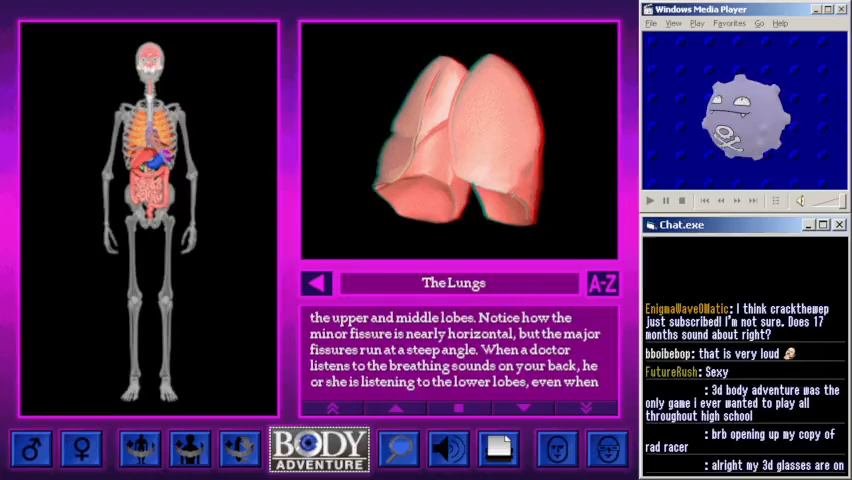 The Lungs
A-Z
the upper and middle lobes. Notice how the
minor fissure is nearly horizontal, but the major
fissures run at a steep angle. When a doctor
listens to the breathing sounds on your back, he
or she is listening to the lower lobes, even when
BODY
ADVENTURE
Windows Media Player
File View Play Favorites Go Help
Chat.exe
EnigmaWave0Matic: I think crackthewep
just subscribed! I'm not sure. Does 17
months sound about right?
bboibebop: that is very loud
FutureRush: Sexy
: 3d body adventure was the
only game i ever wanted to play all
throughout high school
: brb opening up my copy of
rad racer
: alright my 3d glasses are on